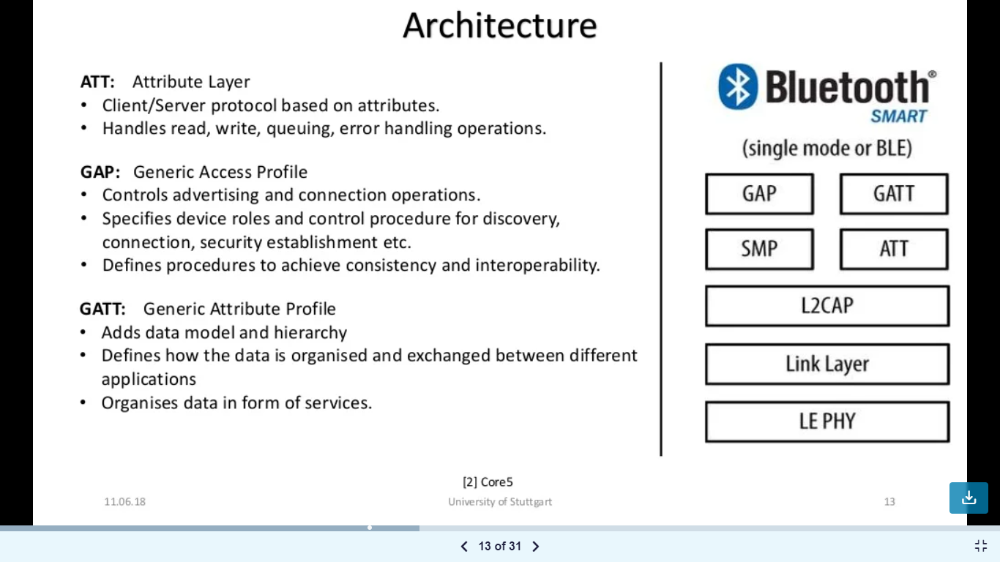 Architecture
ATT: Attribute Layer
• Client/Server protocol based on attributes.
• Handles read, write, queuing, error handling operations.
GAP: Generic Access Profile
• Controls advertising and connection operations.
• Specifies device roles and control procedure for discovery,
connection, security establishment etc.
• Defines procedures to achieve consistency and interoperability.
GATT: Generic Attribute Profile
• Adds data model and hierarchy
• Defines how the data is organised and exchanged between different
applications
• Organises data in form of services.
Bluetooth®
SMART
(single mode or BLE)
GAP GATT
SMP ATT
L2CAP
Link Layer
LE PHY
[2] Core5
11.06.18 University of Stuttgart 13
13 of 31